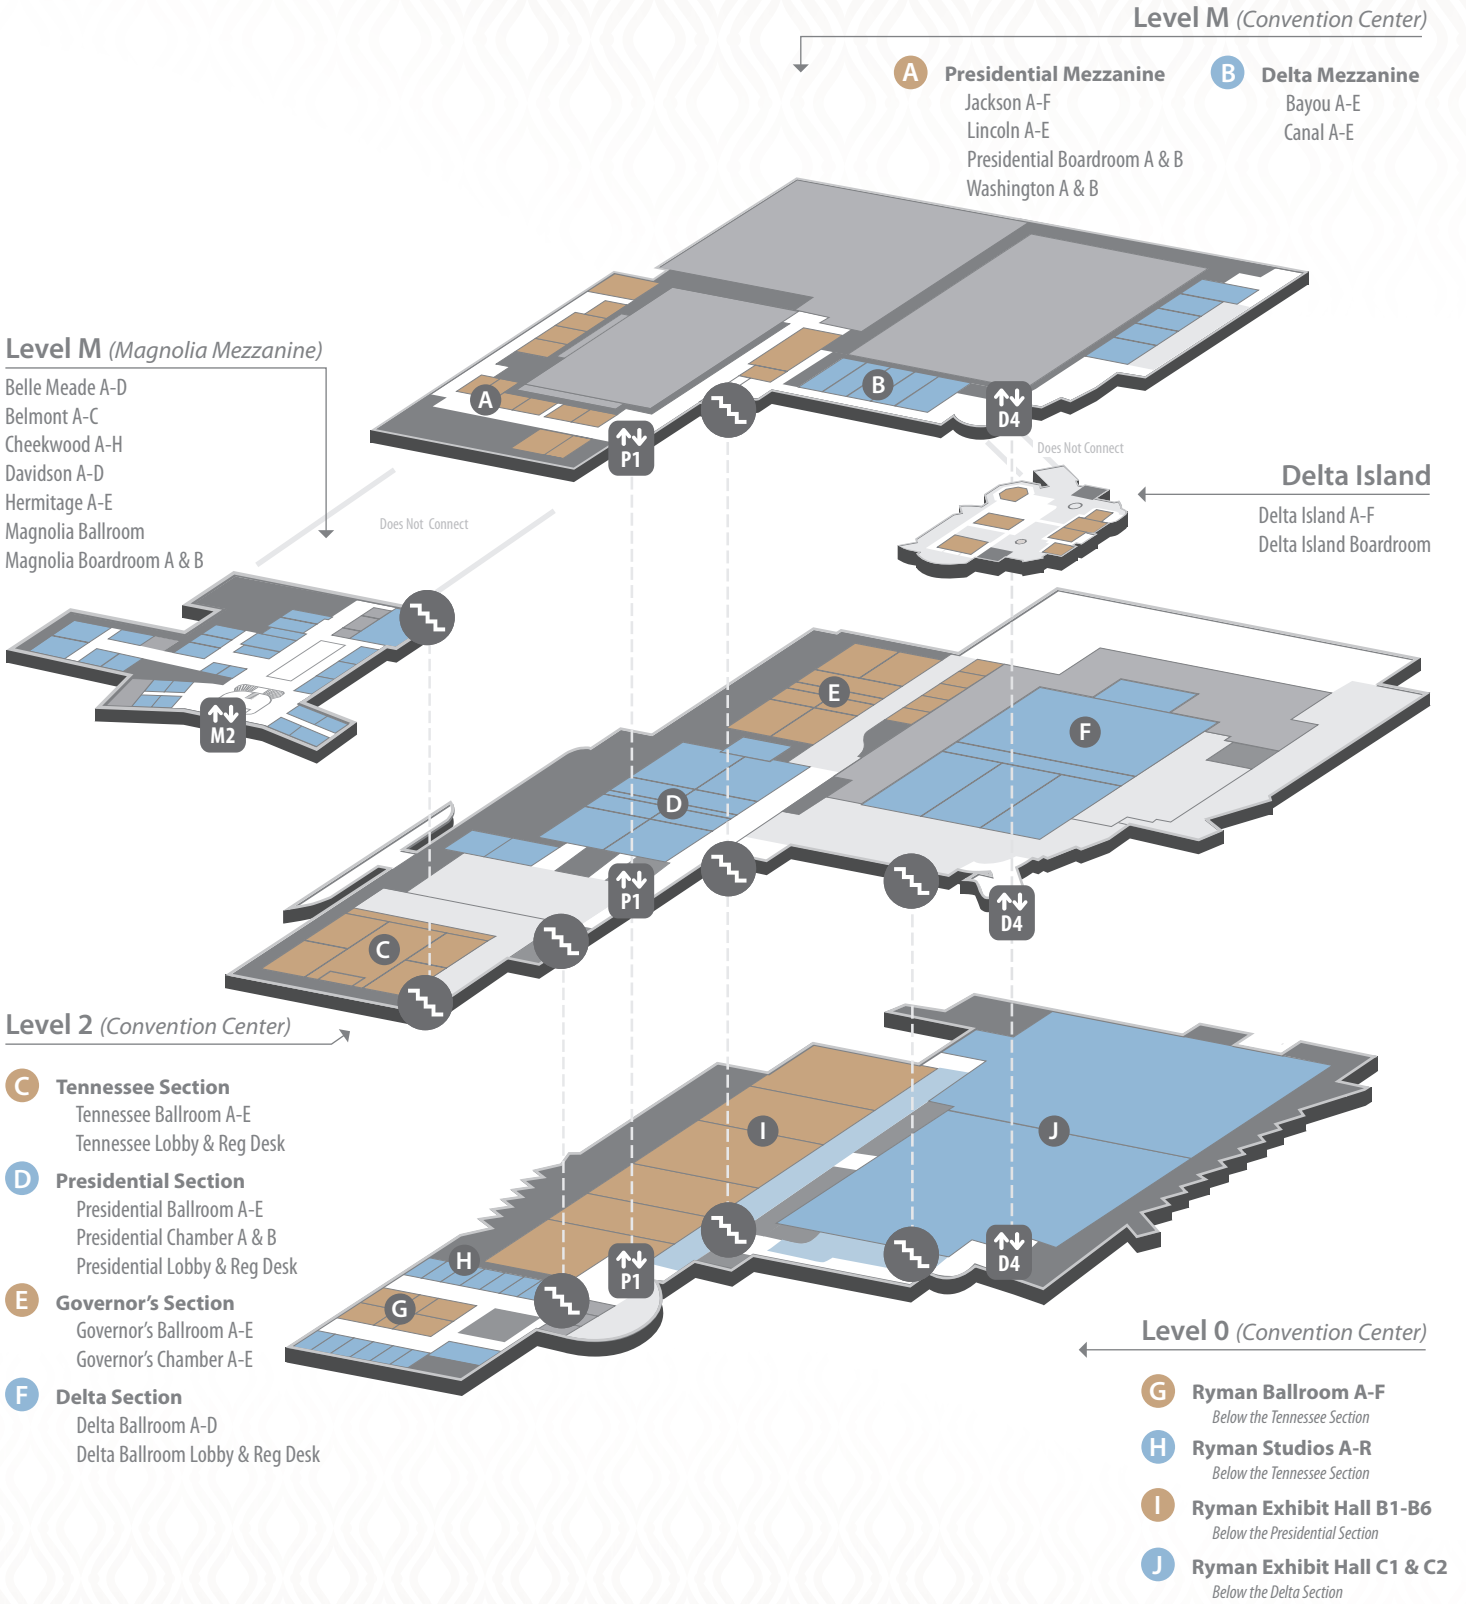 Level M (Convention Center)
A Presidential Mezzanine
Jackson A-F
Lincoln A-E
Presidential Boardroom A & B
Washington A & B
B Delta Mezzanine
Bayou A-E
Canal A-E
Level M (Magnolia Mezzanine)
Belle Meade A-D
Belmont A-C
Cheekwood A-H
Davidson A-D
Hermitage A-E
Magnolia Ballroom
Magnolia Boardroom A & B
A
B
P1
D4
Does Not Connect
Does Not Connect
Delta Island
Delta Island A-F
Delta Island Boardroom
M2
E
F
D
P1
D4
C
Level 2 (Convention Center)
C Tennessee Section
Tennessee Ballroom A-E
Tennessee Lobby & Reg Desk
D Presidential Section
Presidential Ballroom A-E
Presidential Chamber A & B
Presidential Lobby & Reg Desk
E Governor's Section
Governor's Ballroom A-E
Governor's Chamber A-E
F Delta Section
Delta Ballroom A-D
Delta Ballroom Lobby & Reg Desk
I
J
H
P1
D4
G
Level 0 (Convention Center)
G Ryman Ballroom A-F
Below the Tennessee Section
H Ryman Studios A-R
Below the Tennessee Section
I Ryman Exhibit Hall B1-B6
Below the Presidential Section
J Ryman Exhibit Hall C1 & C2
Below the Delta Section